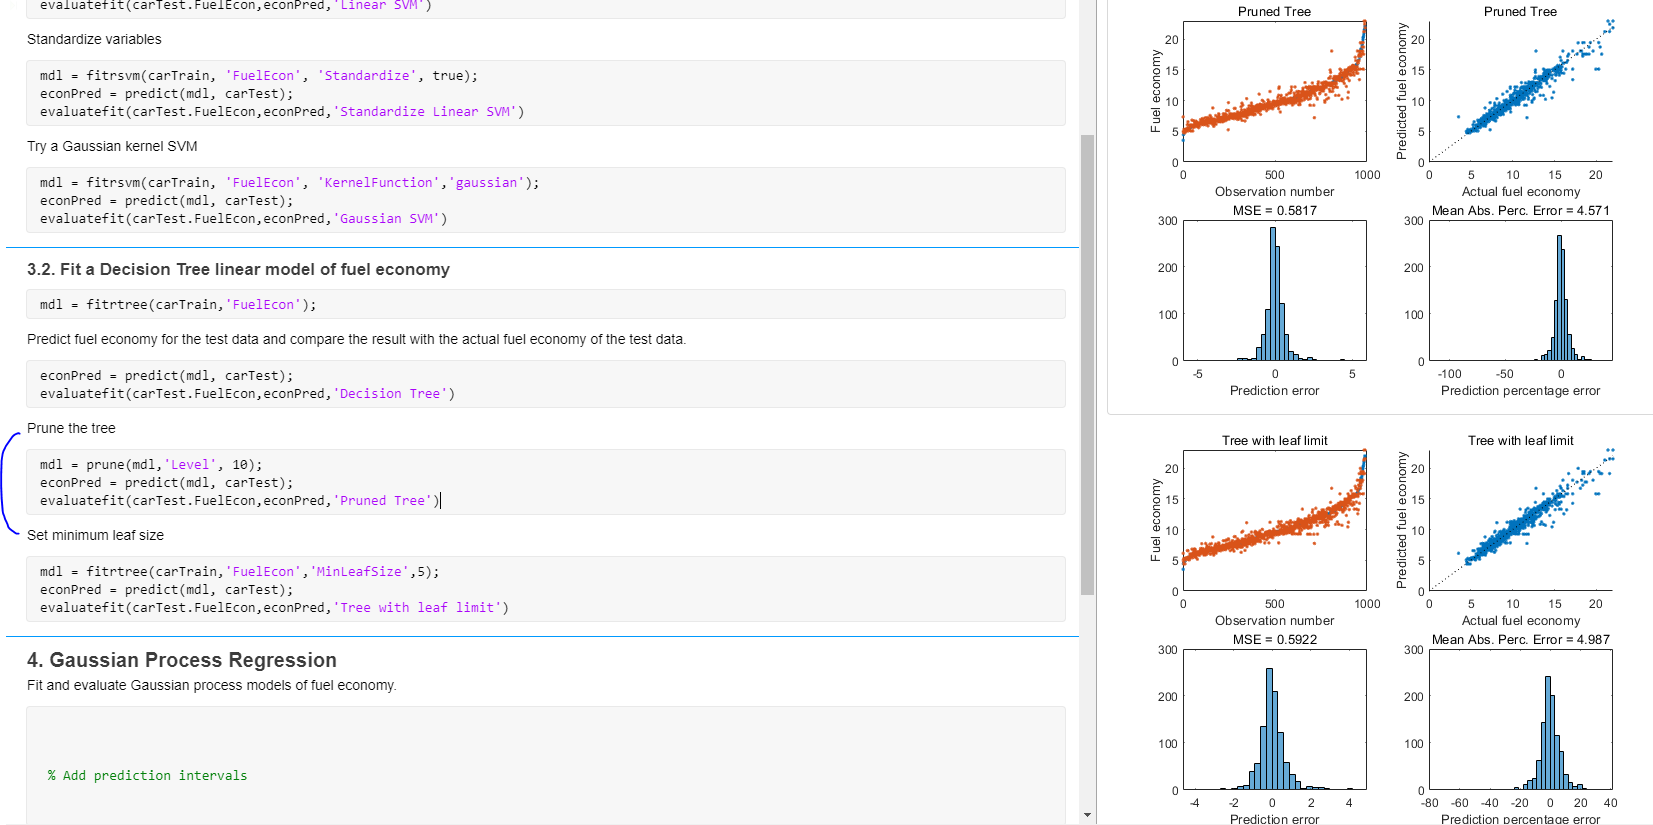 evaluatefit(carTest.FuelEcon,econPred,'Linear SVM')
Standardize variables
mdl = fitrsvm(carTrain, 'FuelEcon', 'Standardize', true);
econPred = predict(mdl, carTest);
evaluatefit(carTest.FuelEcon,econPred,'Standardize Linear SVM')
Try a Gaussian kernel SVM
mdl = fitrsvm(carTrain, 'FuelEcon', 'KernelFunction','gaussian');
econPred = predict(mdl, carTest);
evaluatefit(carTest.FuelEcon,econPred,'Gaussian SVM')
3.2. Fit a Decision Tree linear model of fuel economy
mdl = fitrtree(carTrain,'FuelEcon');
Predict fuel economy for the test data and compare the result with the actual fuel economy of the test data.
econPred = predict(mdl, carTest);
evaluatefit(carTest.FuelEcon,econPred,'Decision Tree')
Prune the tree
mdl = prune(mdl,'Level', 10);
econPred = predict(mdl, carTest);
evaluatefit(carTest.FuelEcon,econPred,'Pruned Tree')
Set minimum leaf size
mdl = fitrtree(carTrain,'FuelEcon','MinLeafSize',5);
econPred = predict(mdl, carTest);
evaluatefit(carTest.FuelEcon,econPred,'Tree with leaf limit')
4. Gaussian Process Regression
Fit and evaluate Gaussian process models of fuel economy.
% Add prediction intervals
Pruned Tree
Fuel economy
20
15
10
5
0
0 500 1000
Observation number
Pruned Tree
Predicted fuel economy
20
15
10
5
0
0 5 10 15 20
Actual fuel economy
MSE = 0.5817
300
200
100
0
-5 0 5
Prediction error
Mean Abs. Perc. Error = 4.571
300
200
100
0
-100 -50 0
Prediction percentage error
Tree with leaf limit
Fuel economy
20
15
10
5
0
0 500 1000
Observation number
Tree with leaf limit
Predicted fuel economy
20
15
10
5
0
0 5 10 15 20
Actual fuel economy
MSE = 0.5922
300
200
100
0
-4 -2 0 2 4
Prediction error
Mean Abs. Perc. Error = 4.987
300
200
100
0
-80 -60 -40 -20 0 20 40
Prediction percentage error